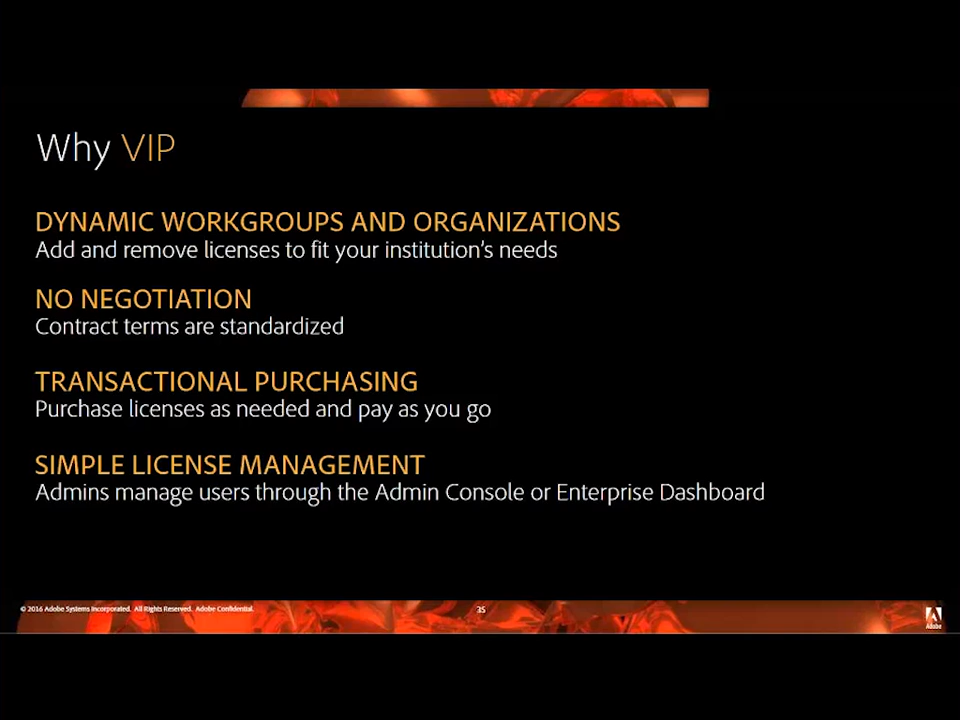 Why VIP
DYNAMIC WORKGROUPS AND ORGANIZATIONS
Add and remove licenses to fit your institution's needs
NO NEGOTIATION
Contract terms are standardized
TRANSACTIONAL PURCHASING
Purchase licenses as needed and pay as you go
SIMPLE LICENSE MANAGEMENT
Admins manage users through the Admin Console or Enterprise Dashboard
© 2016 Adobe Systems Incorporated. All Rights Reserved. Adobe Confidential.
35
Adobe